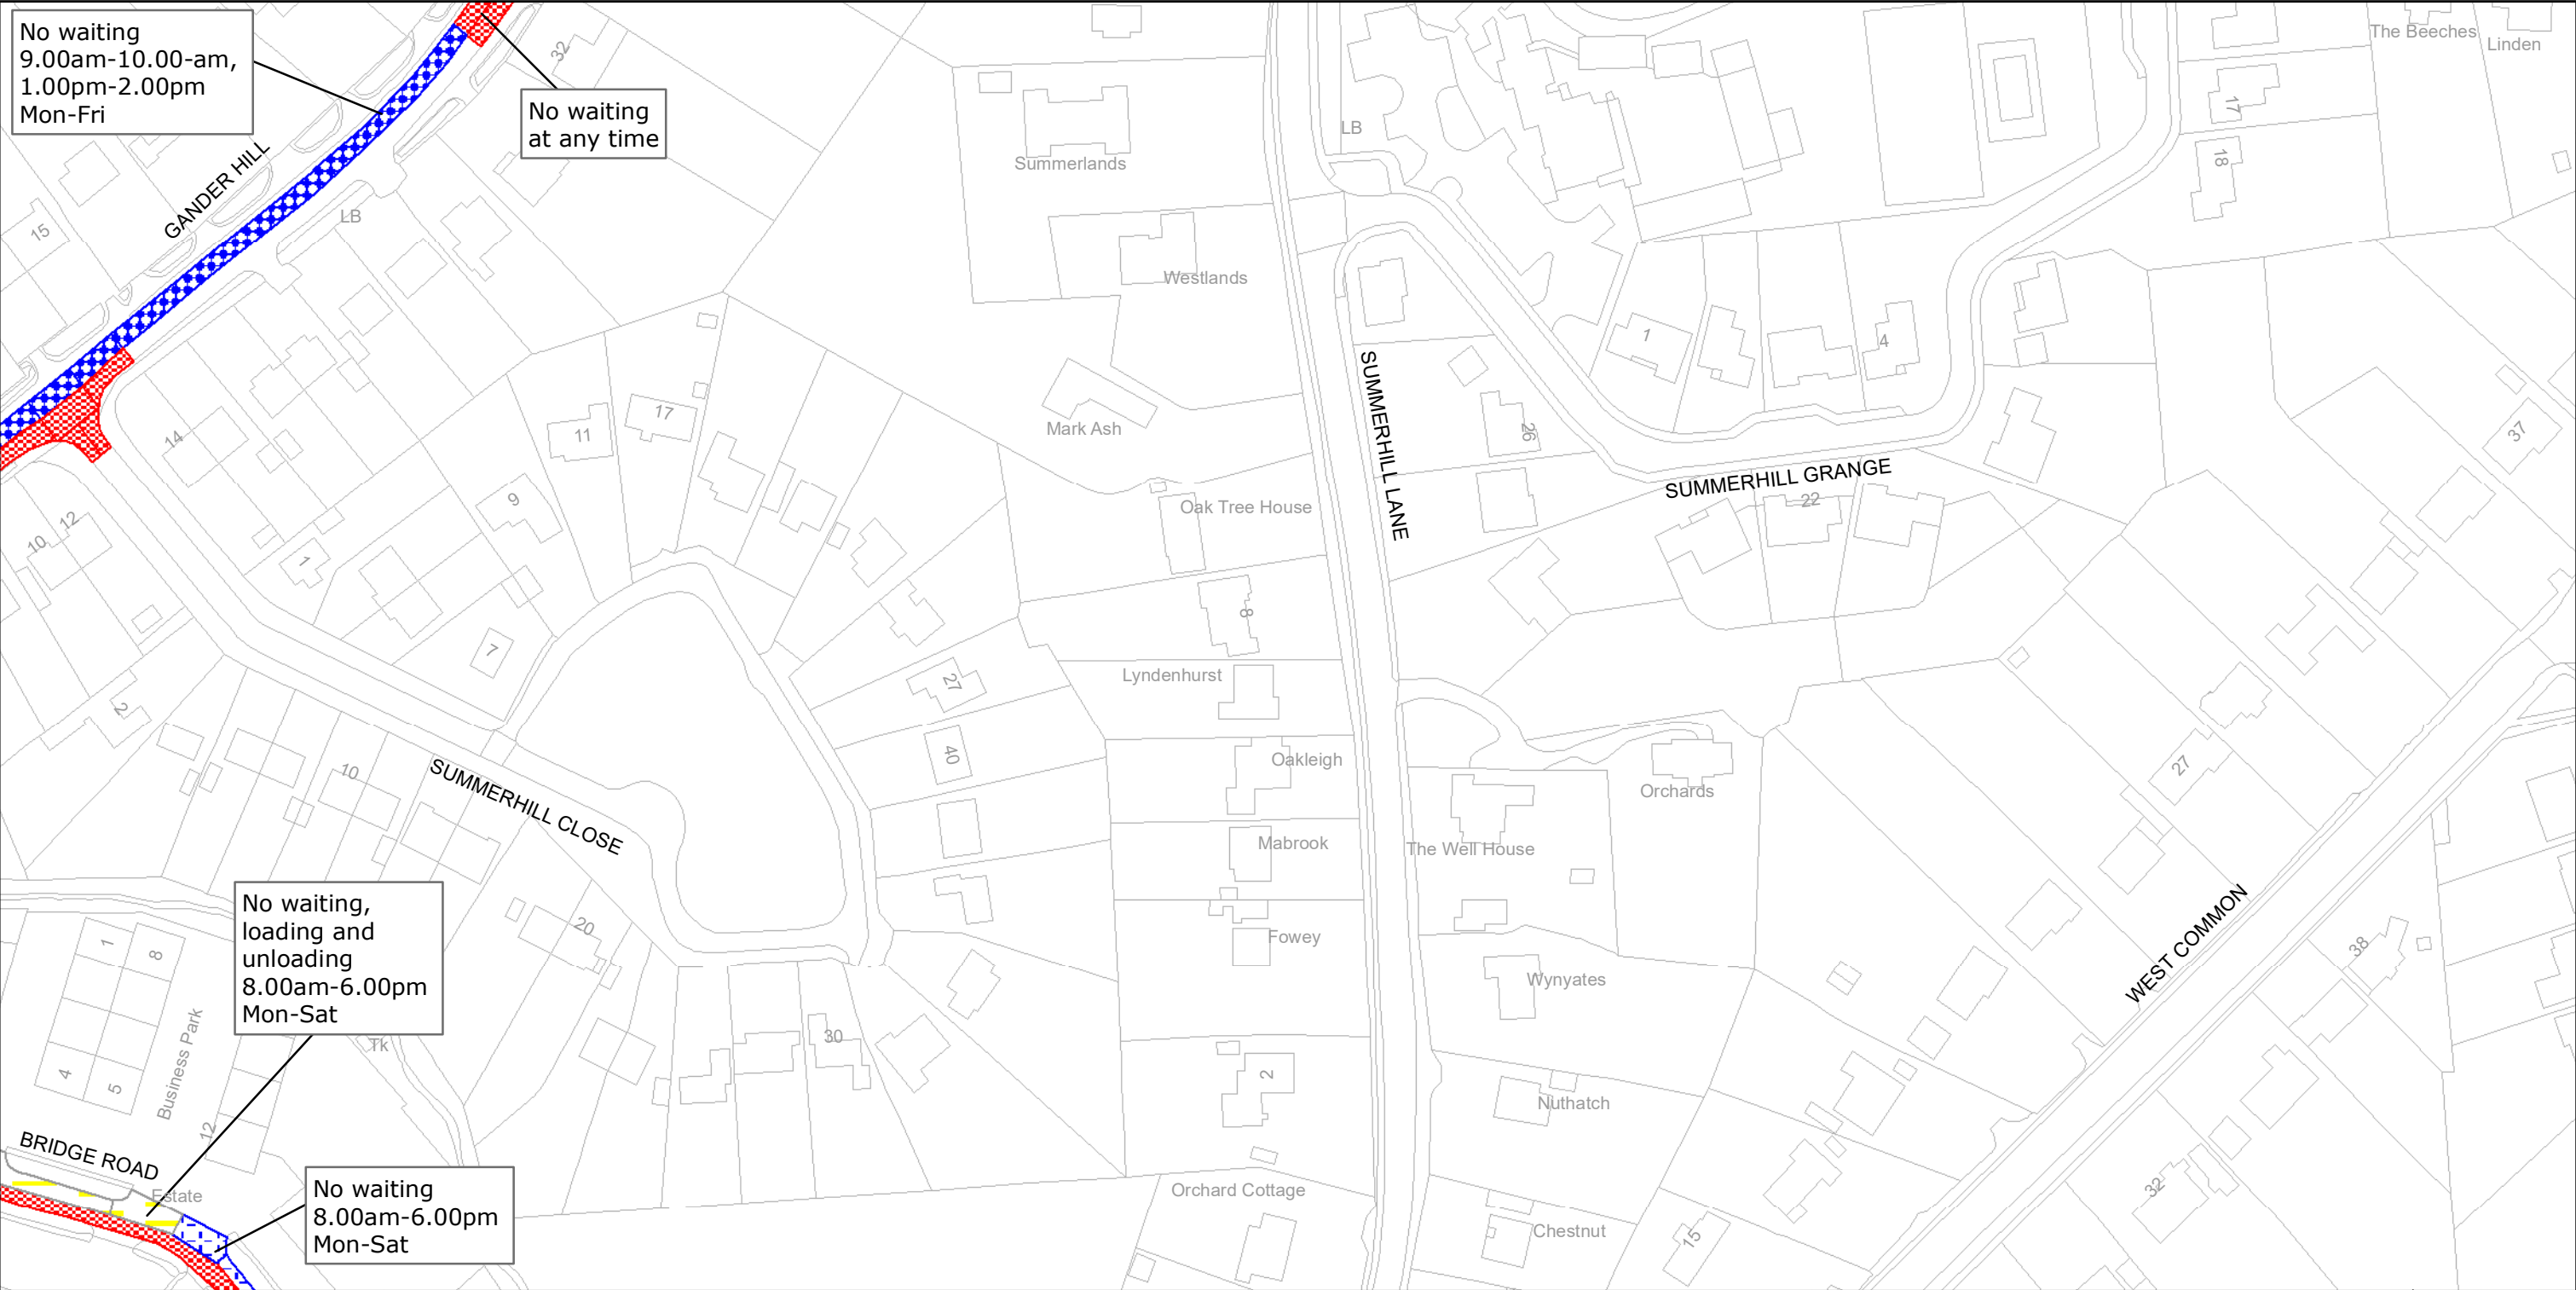 No waiting
9.00am-10.00-am,
1.00pm-2.00pm
Mon-Fri
No waiting
at any time
32
The Beeches
Linden
17
18
LB
Summerlands
GANDER HILL
15
LB
Westlands
1
4
SUMMERHILL LANE
Mark Ash
26
37
17
11
14
SUMMERHILL GRANGE
22
Oak Tree House
9
12
10
1
8
7
Lyndenhurst
27
2
40
Oakleigh
27
Orchards
10
SUMMERHILL CLOSE
Mabrook
The Well House
No waiting,
loading and
unloading
8.00am-6.00pm
Mon-Sat
20
Fowey
WEST COMMON
38
1
8
Wynyates
30
Tk
Business Park
4
5
2
Nuthatch
12
BRIDGE ROAD
Estate
No waiting
8.00am-6.00pm
Mon-Sat
Orchard Cottage
32
Chestnut
15